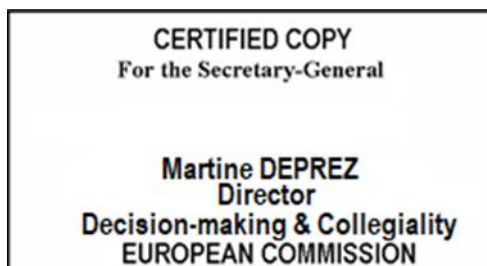 CERTIFIED COPY
For the Secretary-General
Martine DEPREZ
Director
Decision-making & Collegiality
EUROPEAN COMMISSION